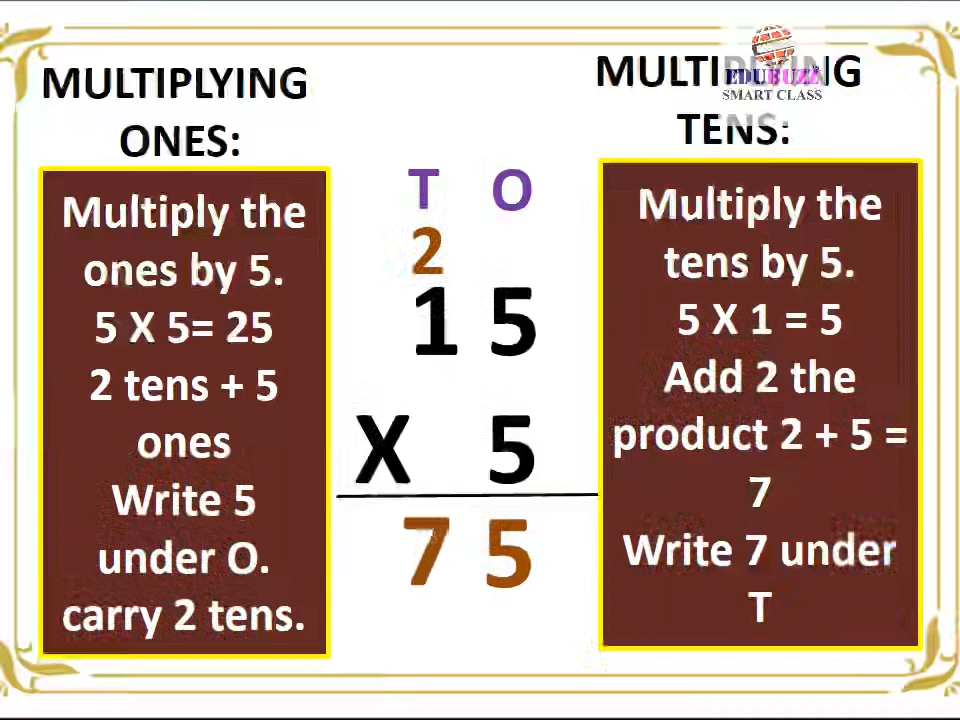 MULTIPLYING
ONES:
Multiply the
ones by 5.
5 X 5= 25
2 tens + 5
ones
Write 5
under O.
carry 2 tens.
T O
2
1 5
X 5
7 5
MULTIPLYING
TENS:
EDUBUZZ
SMART CLASS
Multiply the
tens by 5.
5 X 1 = 5
Add 2 the
product 2 + 5 =
7
Write 7 under
T